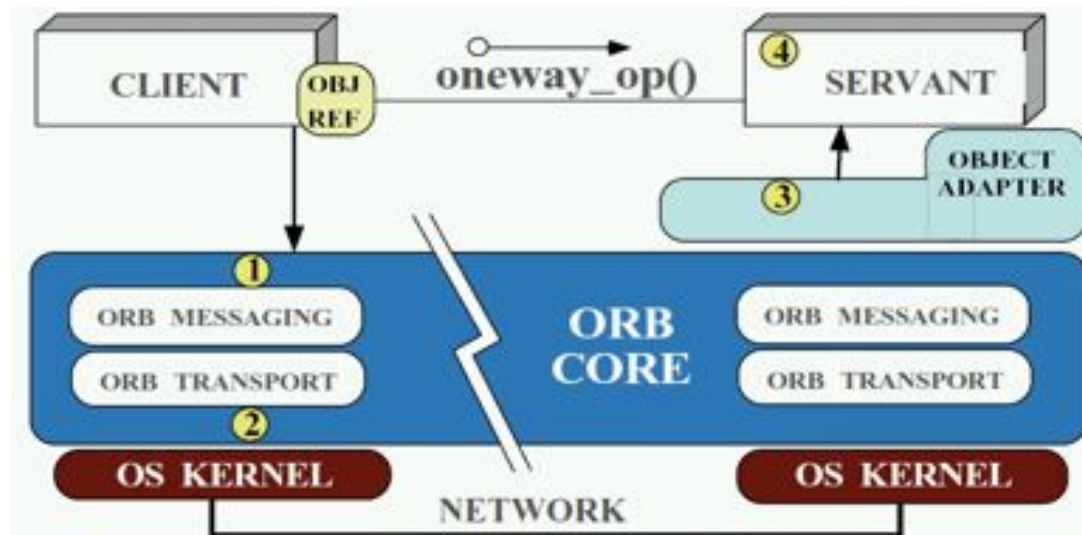 CLIENT
OBJ
REF
oneway_op()
4
SERVANT
OBJECT
ADAPTER
3
1
ORB MESSAGING
ORB TRANSPORT
2
ORB
CORE
ORB MESSAGING
ORB TRANSPORT
OS KERNEL
NETWORK
OS KERNEL